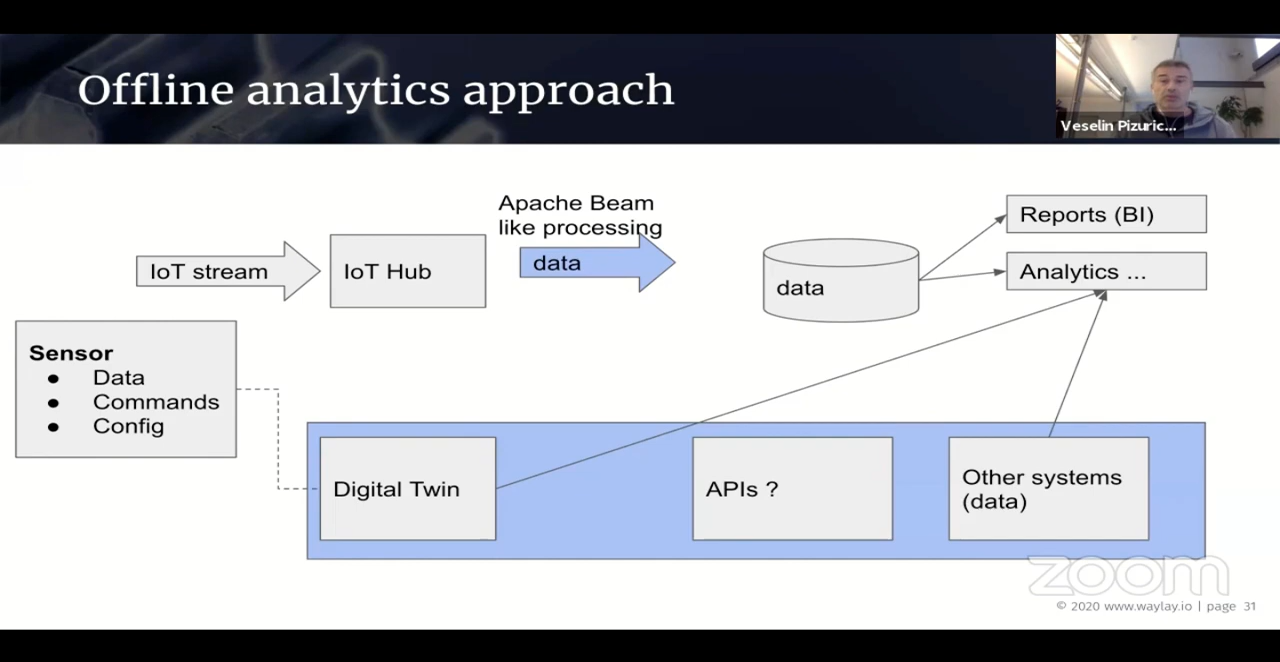 Offline analytics approach
Veselin Pizuric...
Apache Beam
like processing
Reports (BI)
IoT stream
IoT Hub
data
data
Analytics ...
Sensor
● Data
● Commands
● Config
Digital Twin
APIs ?
Other systems
(data)
zoom
© 2020 www.waylay.io | page 31